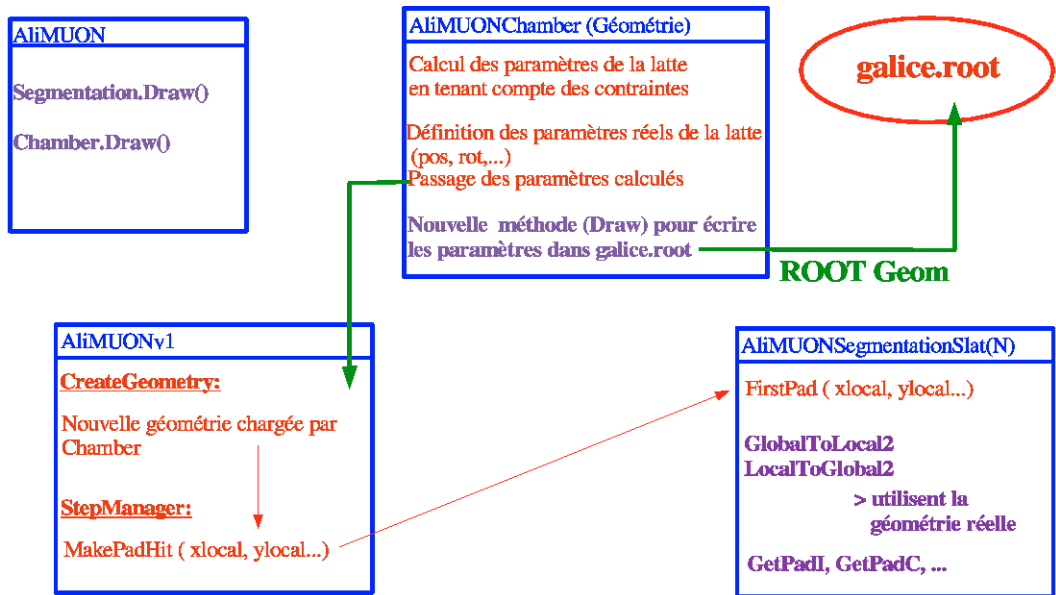 AliMUON
Segmentation.Draw()
Chamber.Draw()
AliMUONChamber (Géométrie)
Calcul des paramètres de la latte
en tenant compte des contraintes
Définition des paramètres réels de la latte
(pos, rot,...)
Passage des paramètres calculés
Nouvelle méthode (Draw) pour écrire
les paramètres dans galice.root
galice.root
ROOT Geom
AliMUONv1
CreateGeometry:
Nouvelle géométrie chargée par
Chamber
StepManager:
MakePadHit ( xlocal, ylocal...)
AliMUONSegmentationSlat(N)
FirstPad ( xlocal, ylocal...)
GlobalToLocal2
LocalToGlobal2
> utilisent la
géométrie réelle
GetPadI, GetPadC, ...